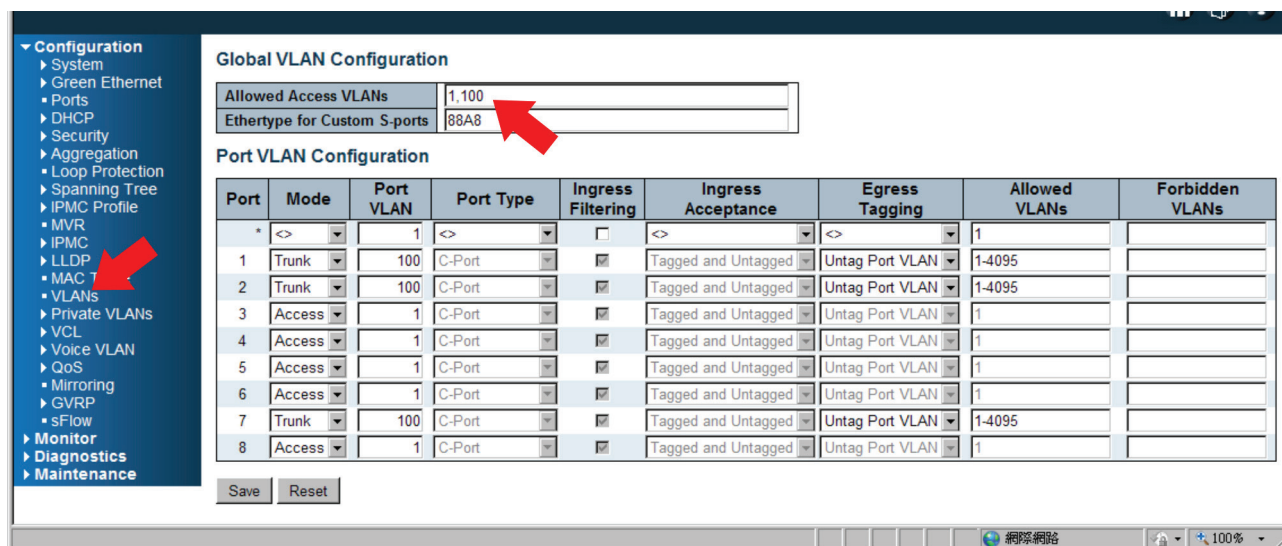 Configuration
System
Green Ethernet
Ports
DHCP
Security
Aggregation
Loop Protection
Spanning Tree
IPMC Profile
MVR
IPMC
LLDP
MAC
VLANs
Private VLANs
VCL
Voice VLAN
QoS
Mirroring
GVRP
sFlow
Monitor
Diagnostics
Maintenance
Global VLAN Configuration
Allowed Access VLANs 1,100
Ethertype for Custom S-ports 88A8
Port VLAN Configuration
Port Mode Port VLAN Port Type Ingress Filtering Ingress Acceptance Egress Tagging Allowed VLANs Forbidden VLANs
* <> 1 <> <> <> 1
1 Trunk 100 C-Port Tagged and Untagged Untag Port VLAN 1-4095
2 Trunk 100 C-Port Tagged and Untagged Untag Port VLAN 1-4095
3 Access 1 C-Port Tagged and Untagged Untag Port VLAN 1
4 Access 1 C-Port Tagged and Untagged Untag Port VLAN 1
5 Access 1 C-Port Tagged and Untagged Untag Port VLAN 1
6 Access 1 C-Port Tagged and Untagged Untag Port VLAN 1
7 Trunk 100 C-Port Tagged and Untagged Untag Port VLAN 1-4095
8 Access 1 C-Port Tagged and Untagged Untag Port VLAN 1
Save Reset
網際網路 100%